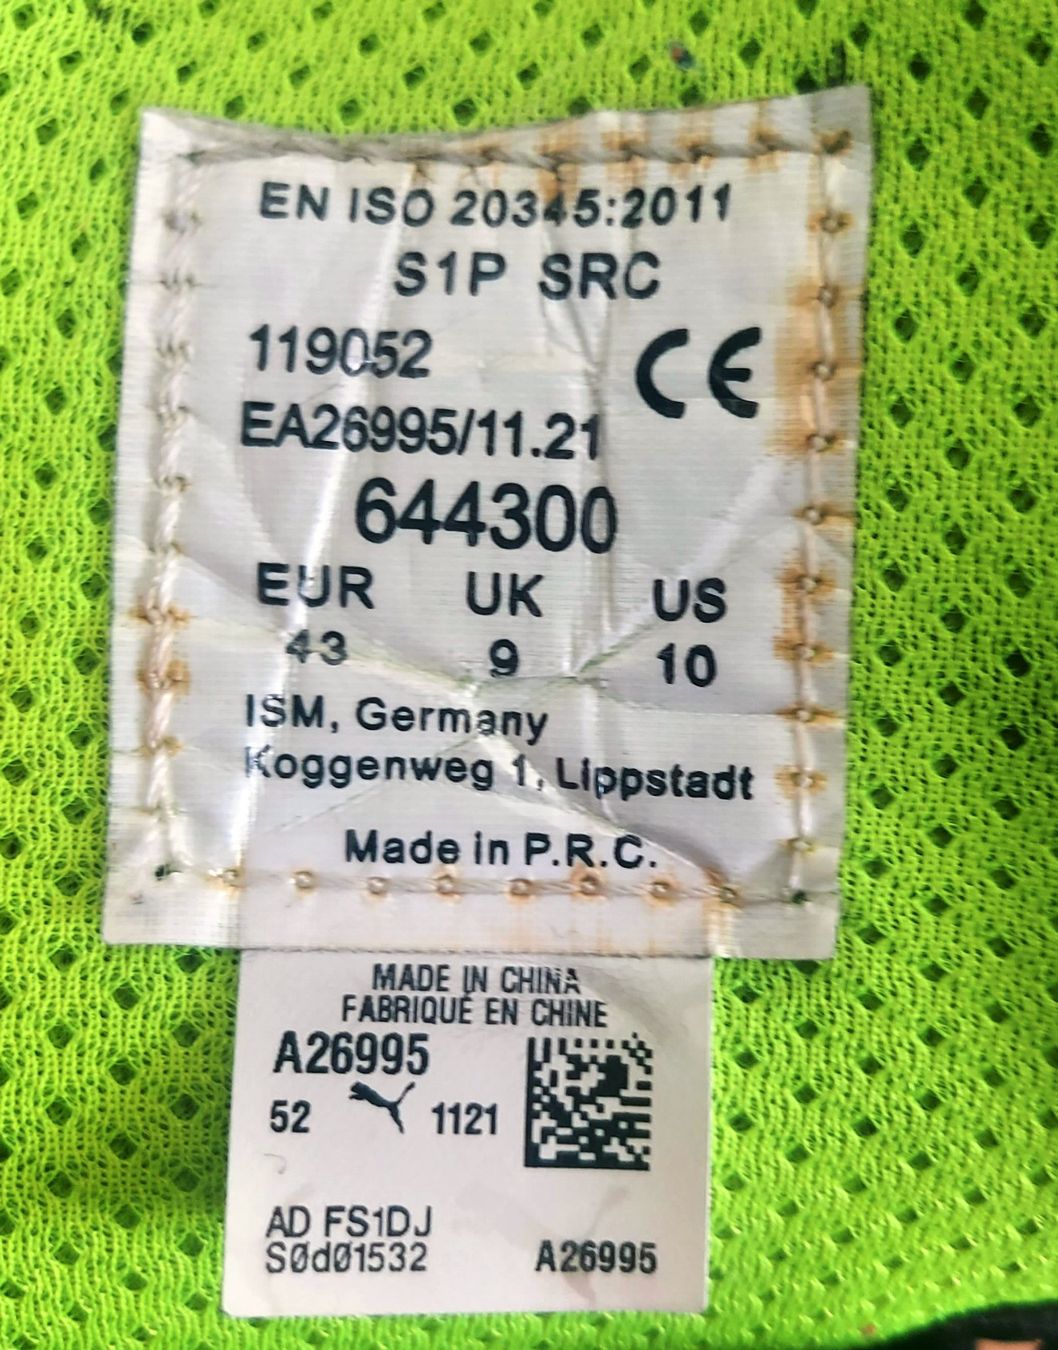 EN ISO 20345:2011
S1P SRC
119052 CE
EA26995/11.21
644300
EUR UK US
43 9 10
ISM, Germany
Koggenweg 1, Lippstadt
Made in P.R.C.
MADE IN CHINA
FABRIQUÉ EN CHINE
A26995
52 1121
AD FS1DJ
SØdØ1532 A26995